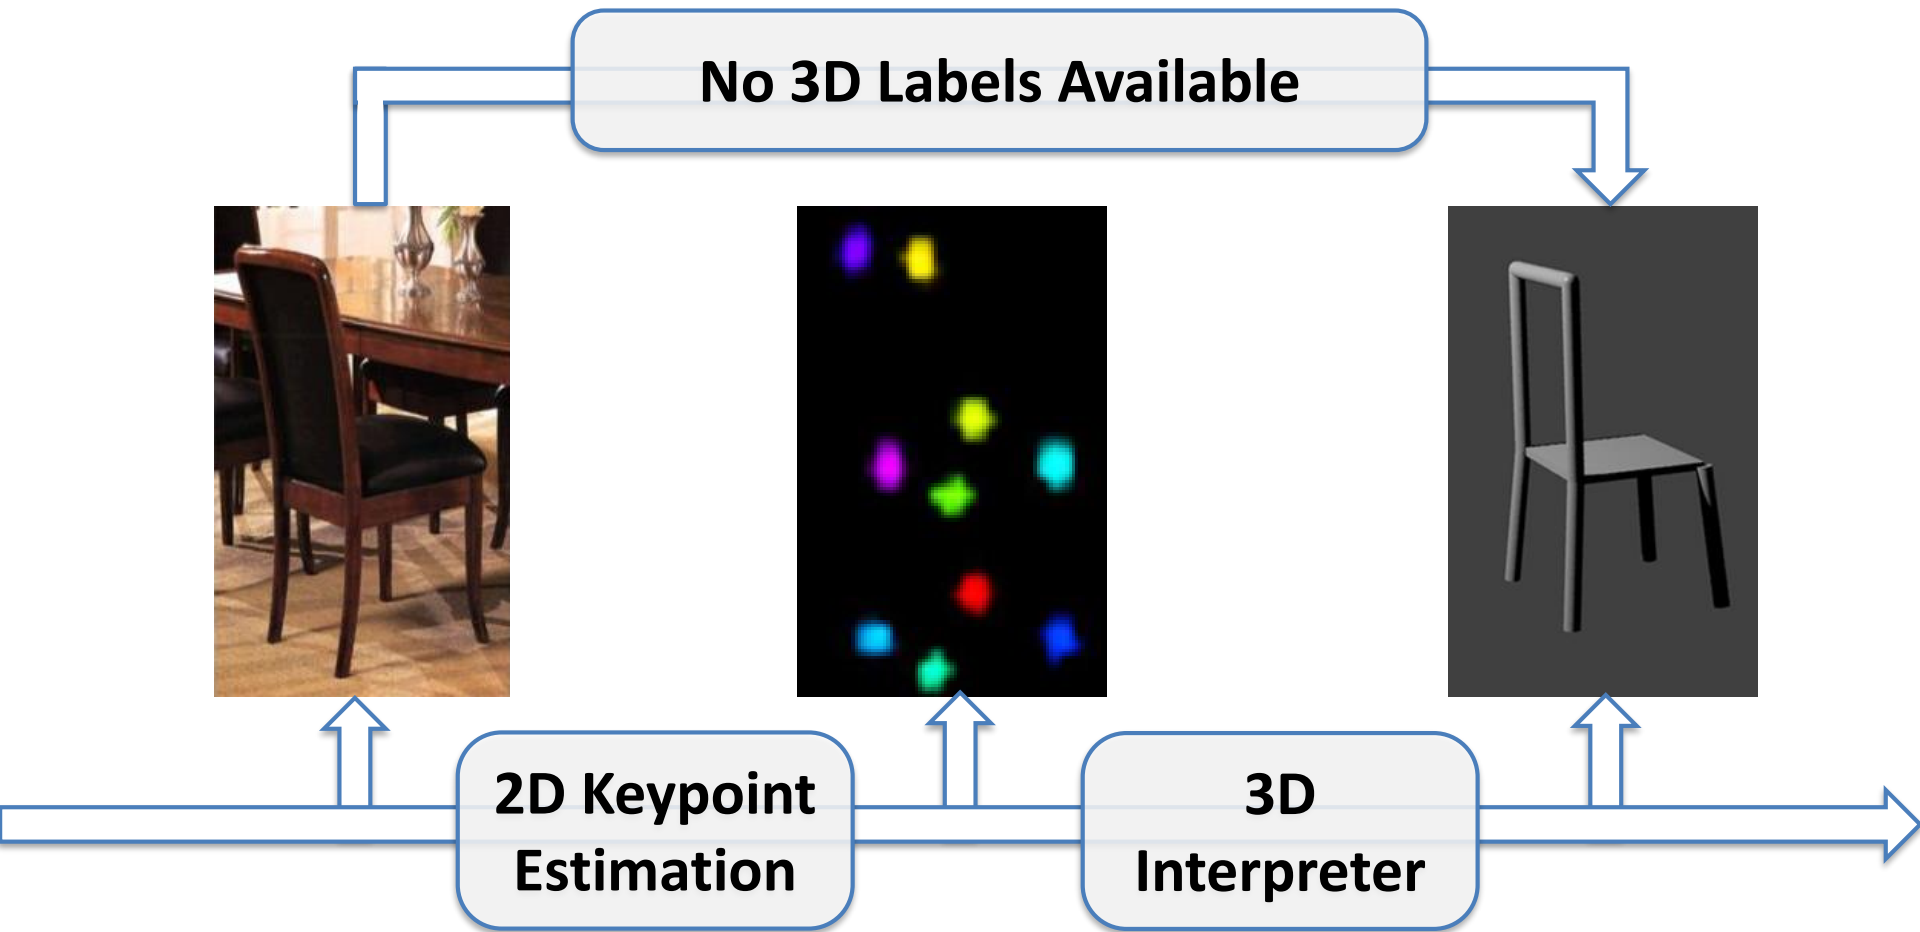 No 3D Labels Available
2D Keypoint
Estimation
3D
Interpreter